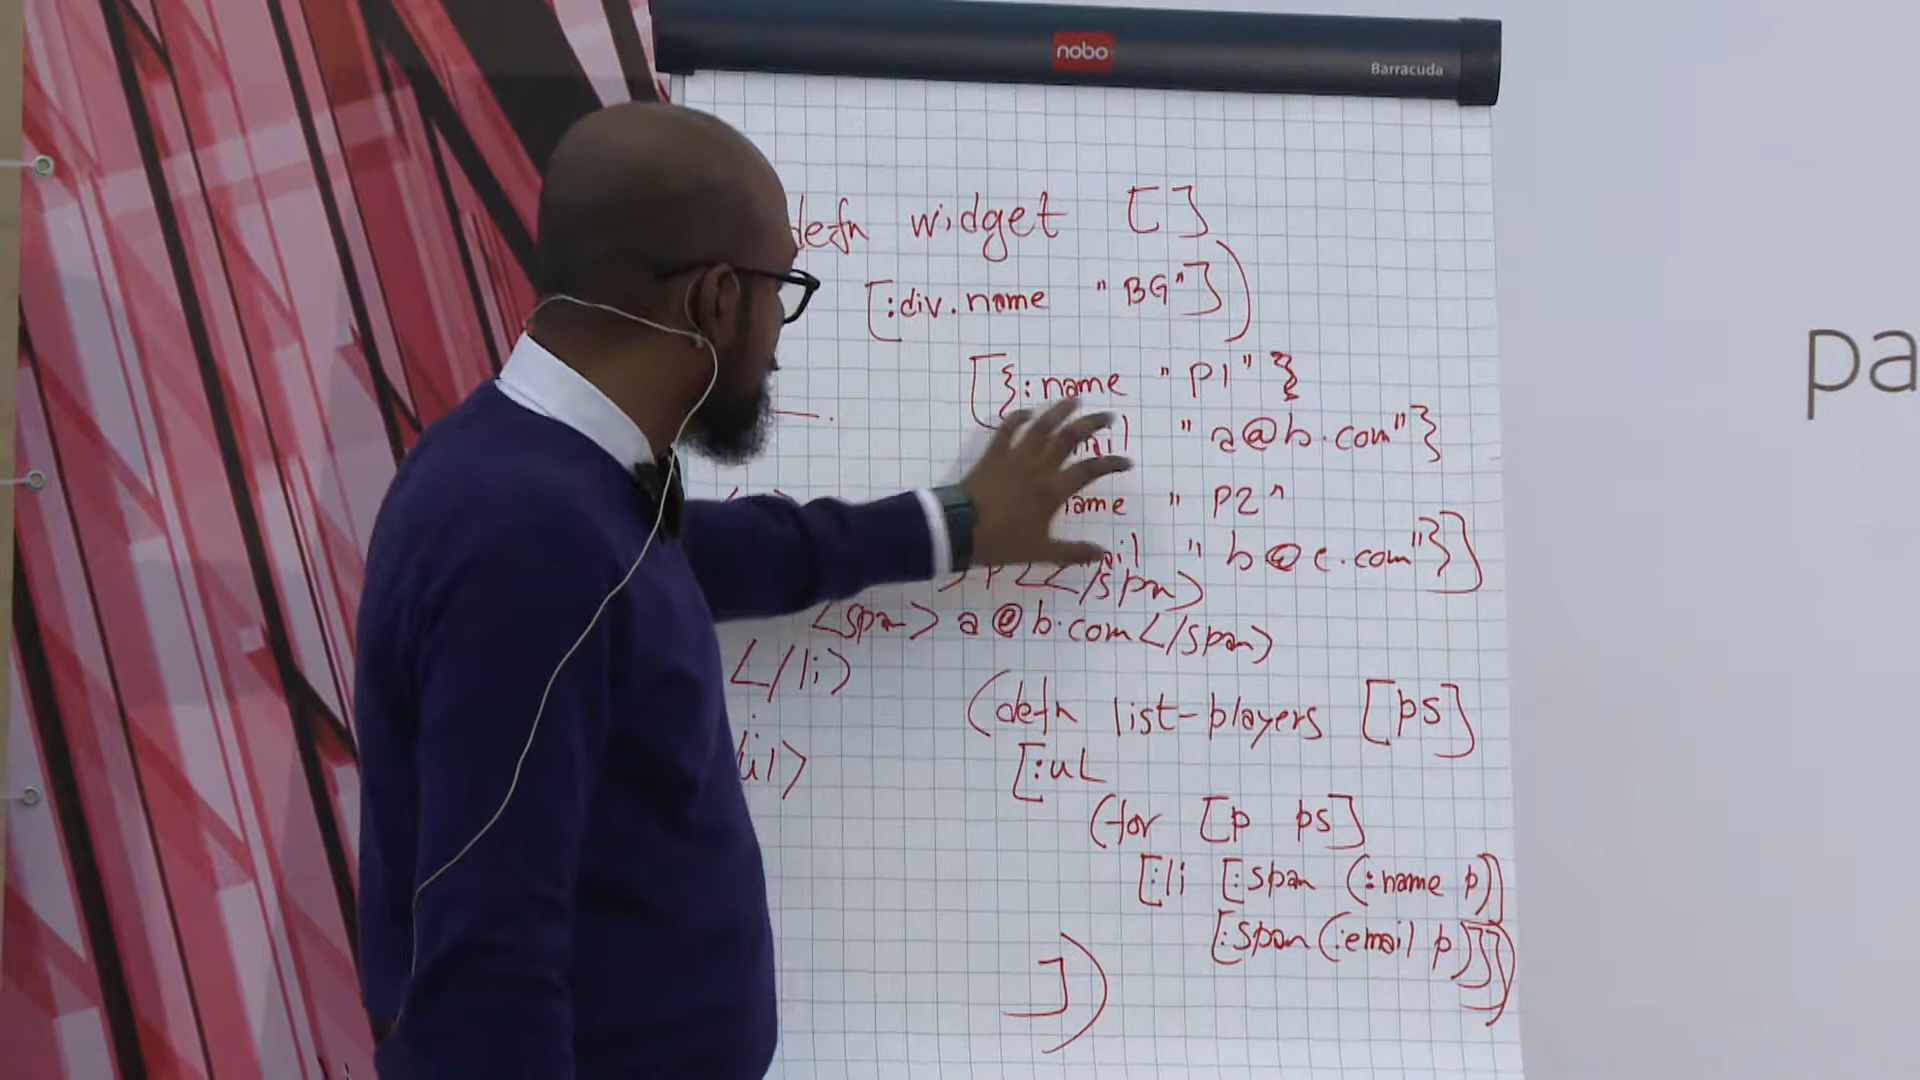 nobo
Barracuda
defn widget []
[:div.name "BG"])
[{:name "P1"}
"a@b.com"}
"P2"
"b@c.com"}]
</span>
<span>a@b.com</span>
</li>
(defn list-players [ps]
[:ul
(for [p ps]
[:li [:span (:name p)]
[:span (:email p)]])
])
pa